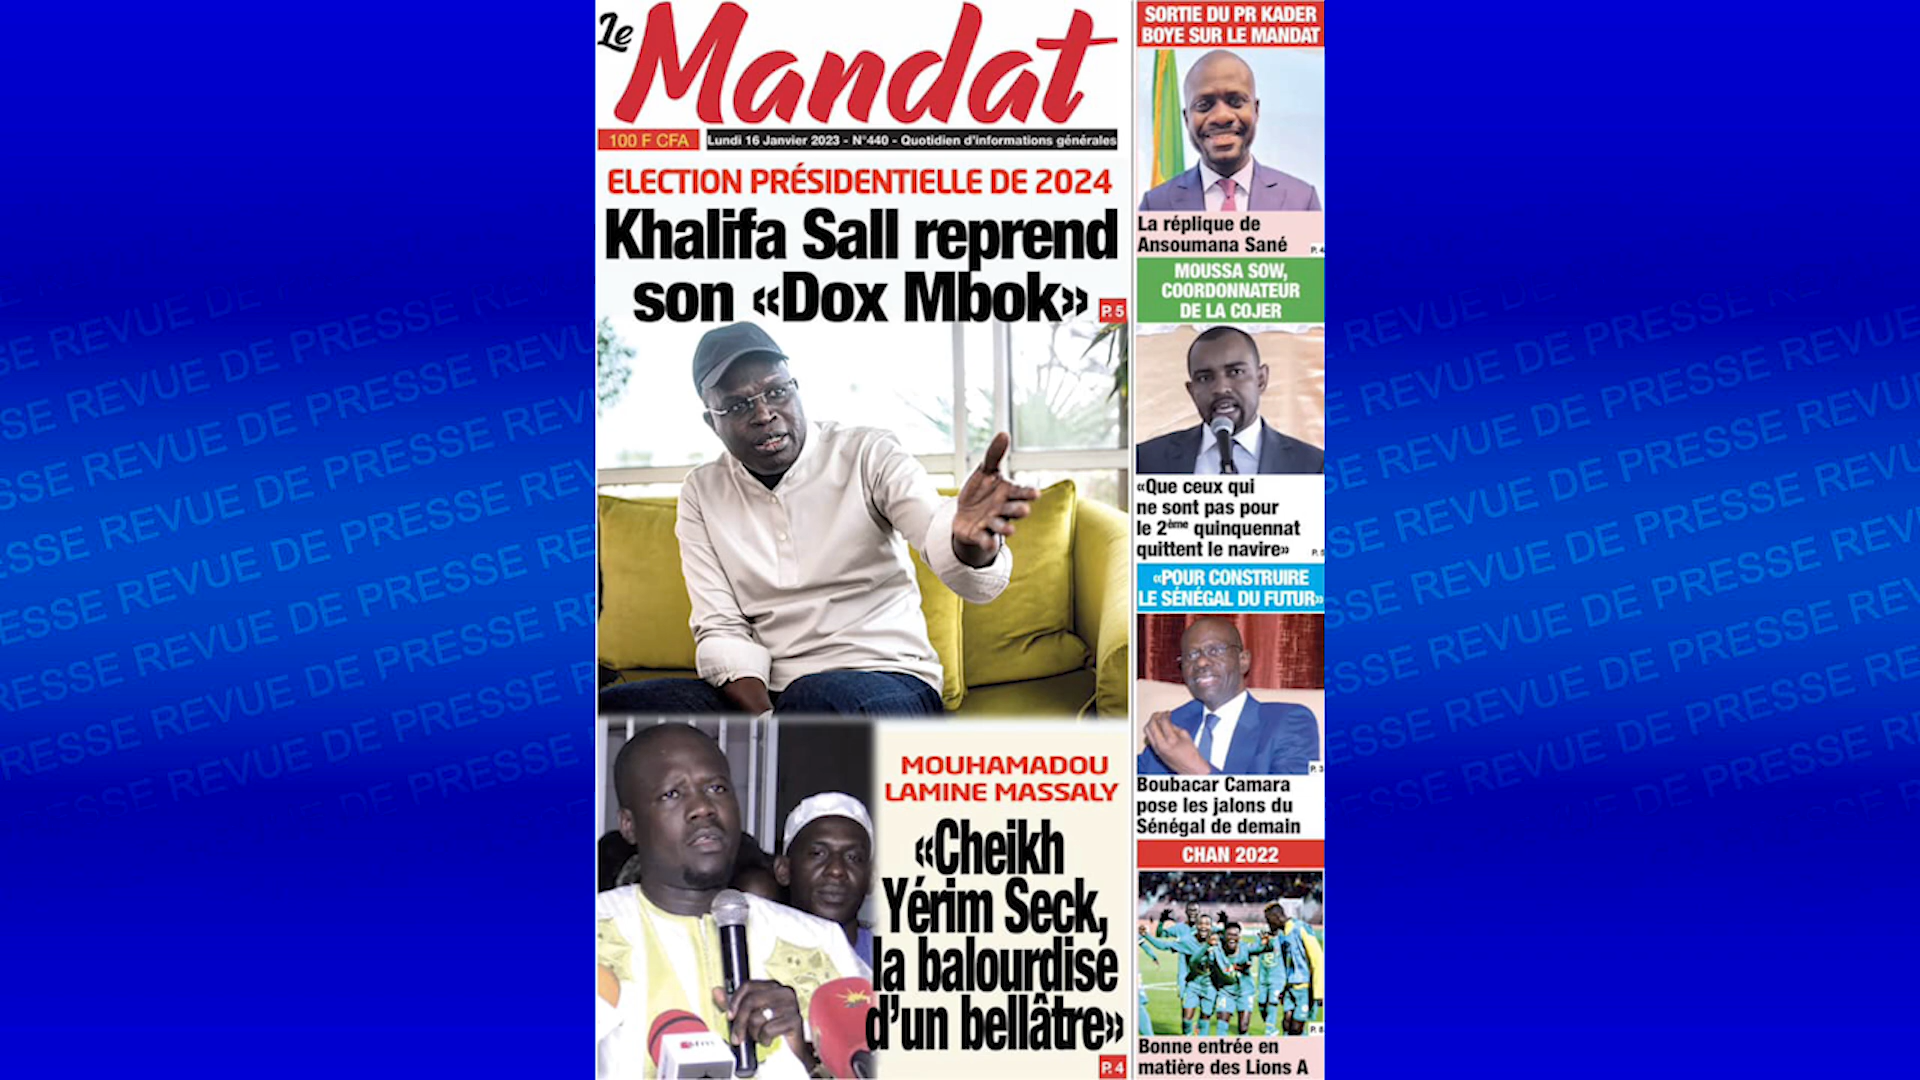 Le
Mandat
100 F CFA
Lundi 16 Janvier 2023 - N°440 - Quotidien d'informations générales
ELECTION PRÉSIDENTIELLE DE 2024
Khalifa Sall reprend
son «Dox Mbok»
P. 5
MOUHAMADOU
LAMINE MASSALY
«Cheikh
Yérim Seck,
la balourdise
d'un bellâtre»
P. 4
SORTIE DU PR KADER
BOYE SUR LE MANDAT
La réplique de
Ansoumana Sané
P. 4
MOUSSA SOW,
COORDONNATEUR
DE LA COJER
«Que ceux qui
ne sont pas pour
le 2ème quinquennat
quittent le navire»
P. 5
«POUR CONSTRUIRE
LE SÉNÉGAL DU FUTUR»
P. 3
Boubacar Camara
pose les jalons du
Sénégal de demain
CHAN 2022
P. 8
Bonne entrée en
matière des Lions A
REVUE DE PRESSE